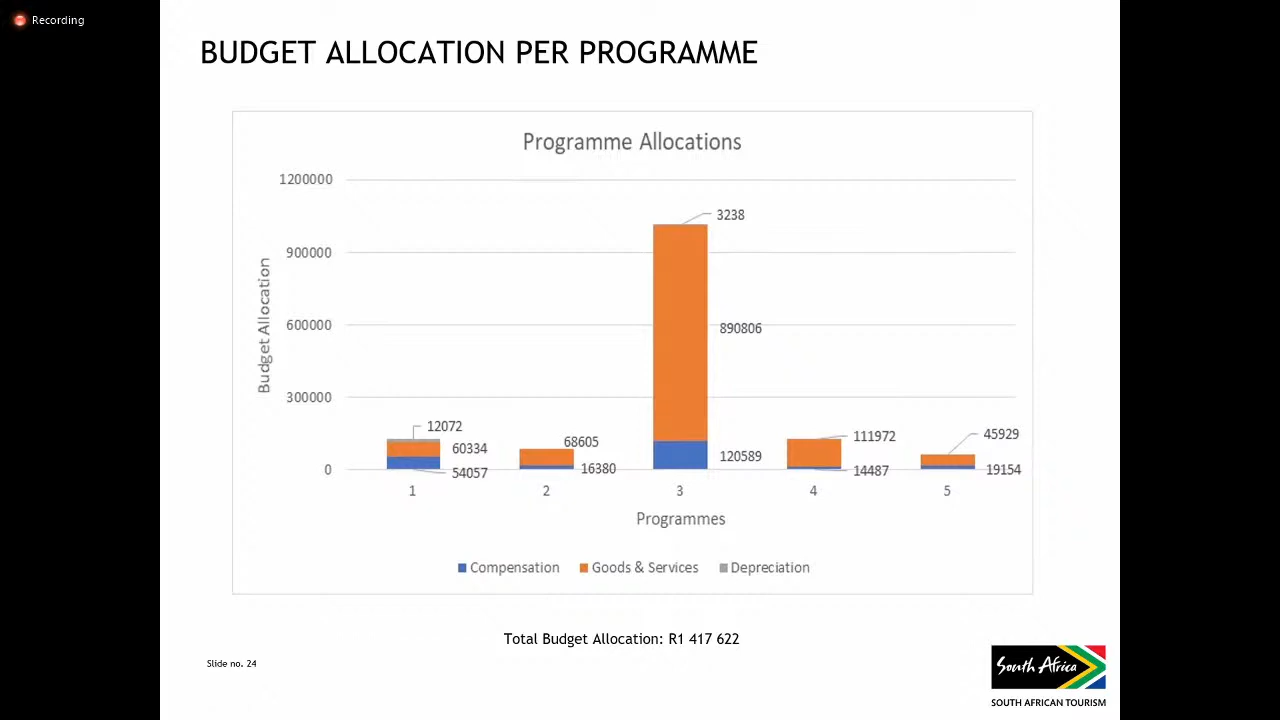 Recording
BUDGET ALLOCATION PER PROGRAMME
Programme Allocations
1200000
900000
600000
300000
0
Budget Allocation
12072
60334
54057
68605
16380
3238
890806
120589
111972
14487
45929
19154
1 2 3 4 5
Programmes
Compensation Goods & Services Depreciation
Total Budget Allocation: R1 417 622
Slide no. 24
South Africa
SOUTH AFRICAN TOURISM